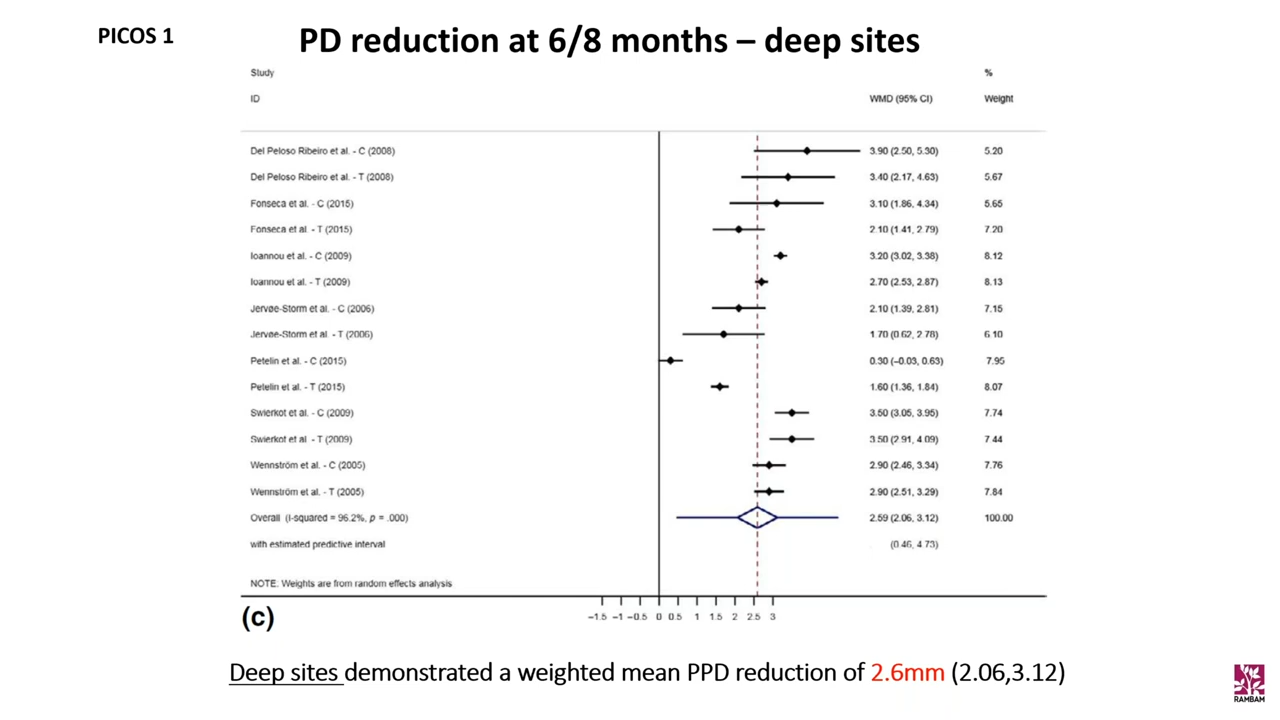 PICOS 1
PD reduction at 6/8 months – deep sites
Study %
ID WMD (95% CI) Weight
Del Peloso Ribeiro et al. - C (2008) 3.90 (2.50, 5.30) 5.20
Del Peloso Ribeiro et al. - T (2008) 3.40 (2.17, 4.63) 5.67
Fonseca et al. - C (2015) 3.10 (1.86, 4.34) 5.65
Fonseca et al. - T (2015) 2.10 (1.41, 2.79) 7.20
Ioannou et al. - C (2009) 3.20 (3.02, 3.38) 8.12
Ioannou et al. - T (2009) 2.70 (2.53, 2.87) 8.13
Jervøe-Storm et al. - C (2006) 2.10 (1.39, 2.81) 7.15
Jervøe-Storm et al. - T (2006) 1.70 (0.62, 2.78) 6.10
Petelin et al. - C (2015) 0.30 (−0.03, 0.63) 7.95
Petelin et al. - T (2015) 1.60 (1.36, 1.84) 8.07
Swierkot et al. - C (2009) 3.50 (3.05, 3.95) 7.74
Swierkot et al - T (2009) 3.50 (2.91, 4.09) 7.44
Wennström et al. - C (2005) 2.90 (2.46, 3.34) 7.76
Wennström et al. - T (2005) 2.90 (2.51, 3.29) 7.84
Overall (I-squared = 96.2%, p = .000) 2.59 (2.06, 3.12) 100.00
with estimated predictive interval (0.46, 4.73)
NOTE: Weights are from random effects analysis
(c) −1.5 −1 −0.5 0 0.5 1 1.5 2 2.5 3
Deep sites demonstrated a weighted mean PPD reduction of 2.6mm (2.06,3.12)
RAMBAM